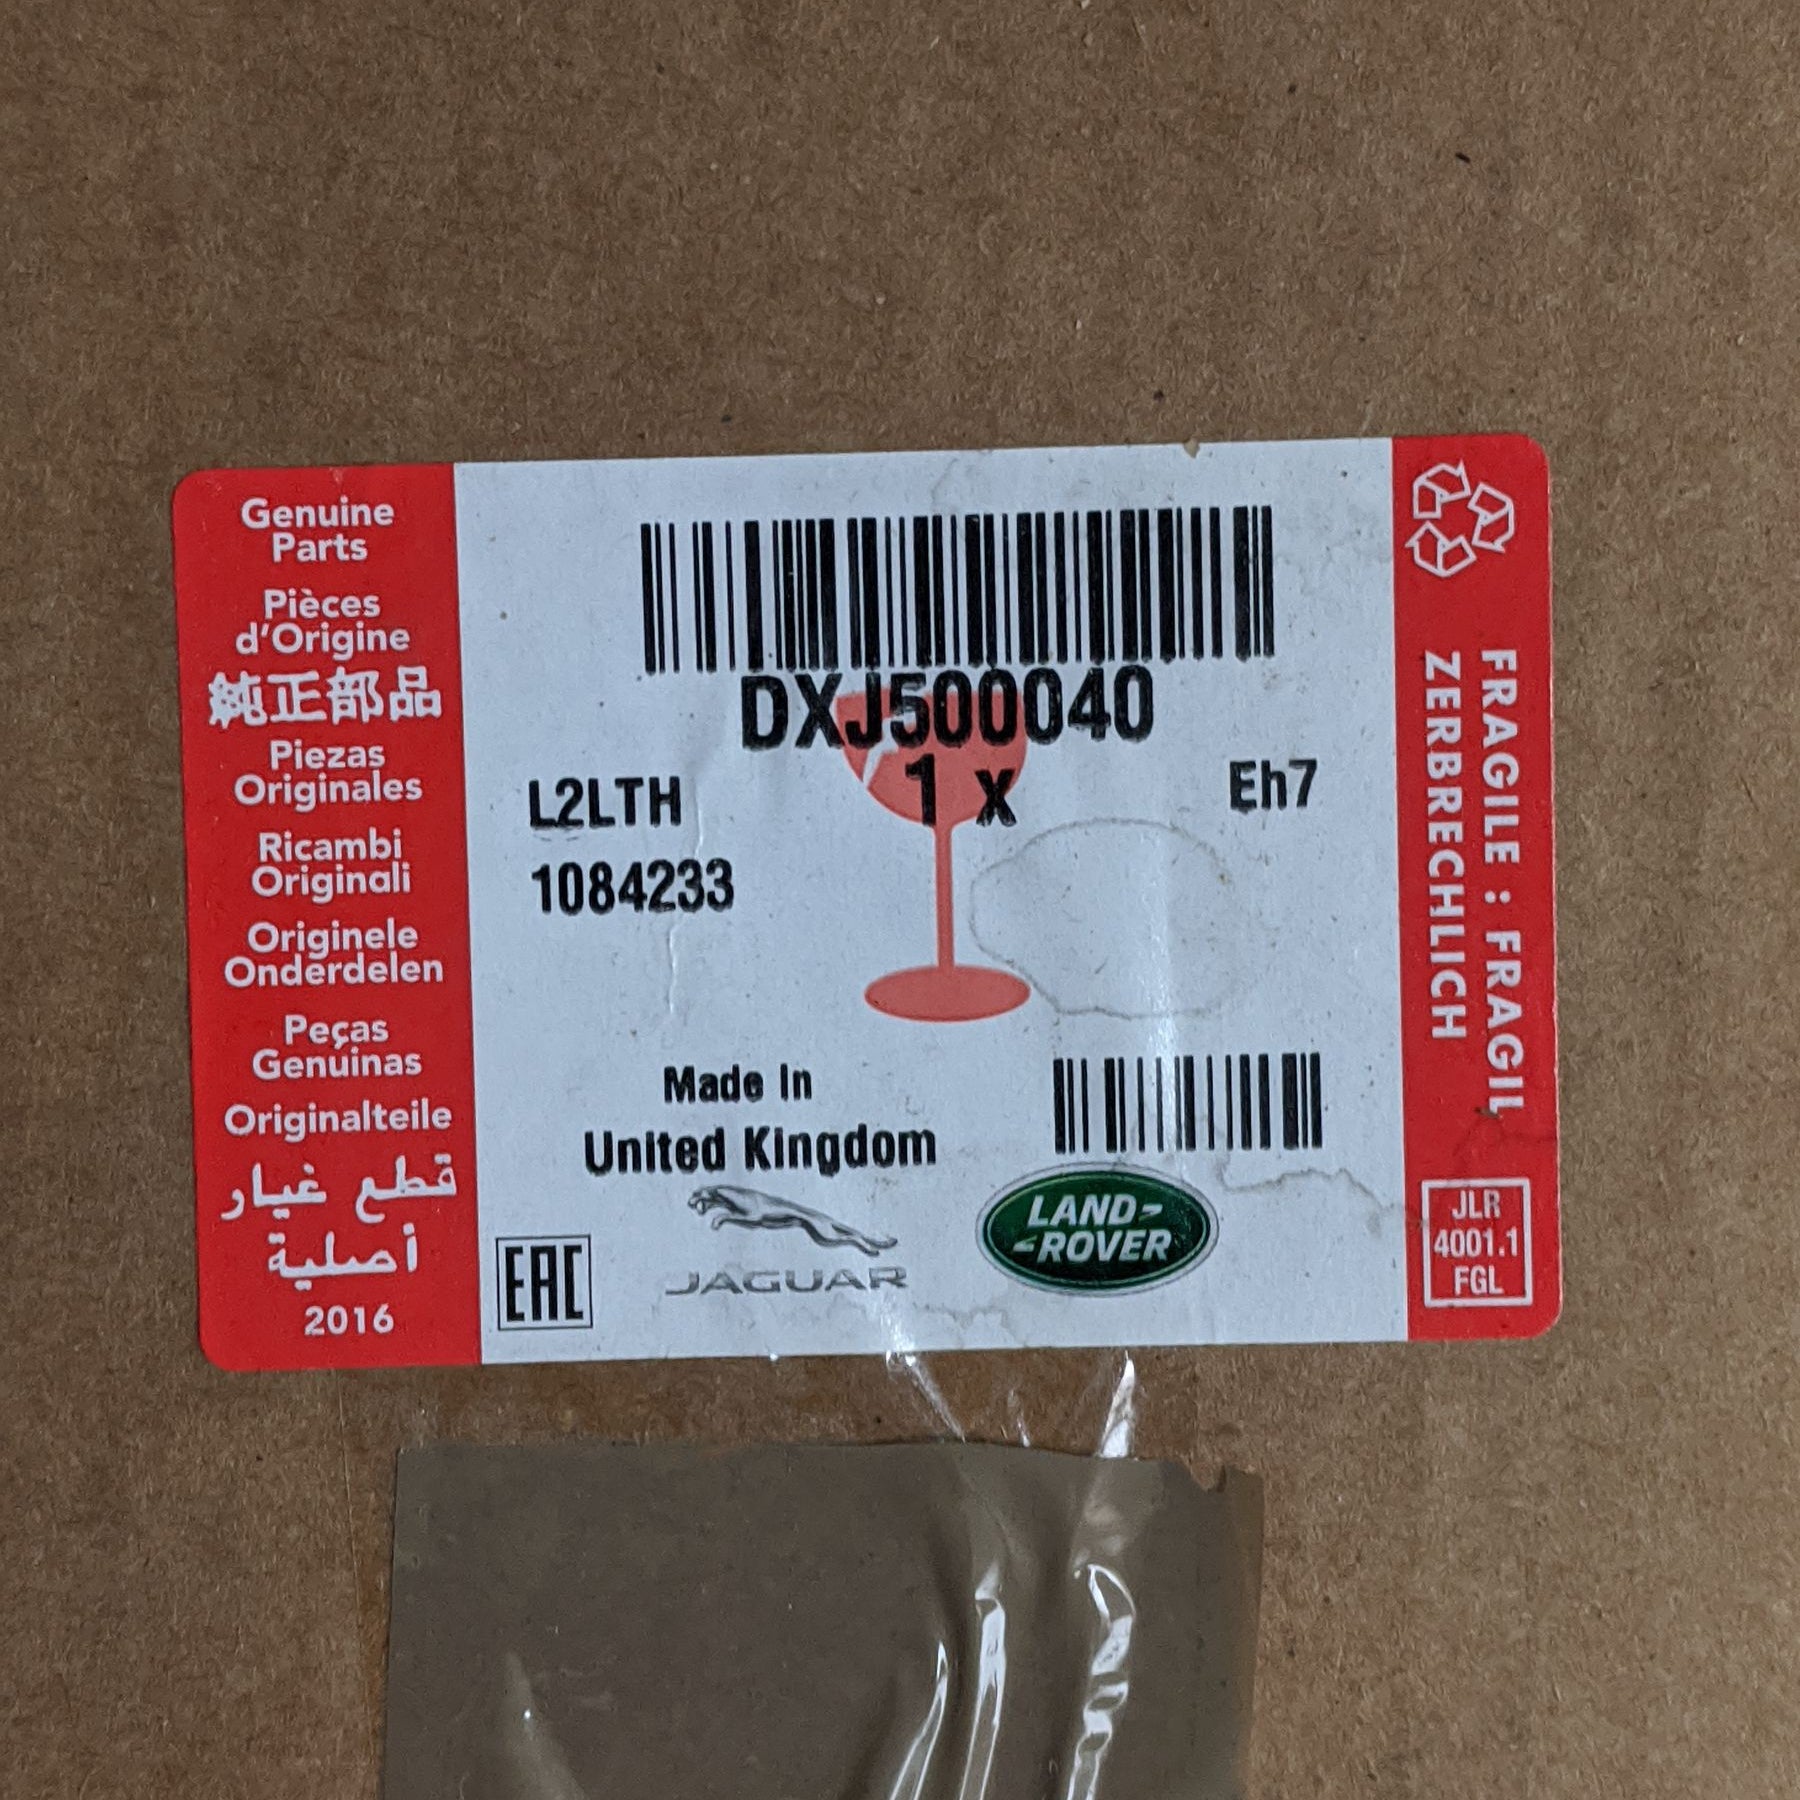 Genuine
Parts
Pièces
d'Origine
純正部品
Piezas
Originales
Ricambi
Originali
Originele
Onderdelen
Peças
Genuinas
Originalteile
قطع غيار
أصلية
2016
DXJ500040
1 x
L2LTH
Eh7
1084233
Made In
United Kingdom
EAC
JAGUAR
LAND-
-ROVER
FRAGILE : FRAGIL
ZERBRECHLICH
JLR
4001.1
FGL